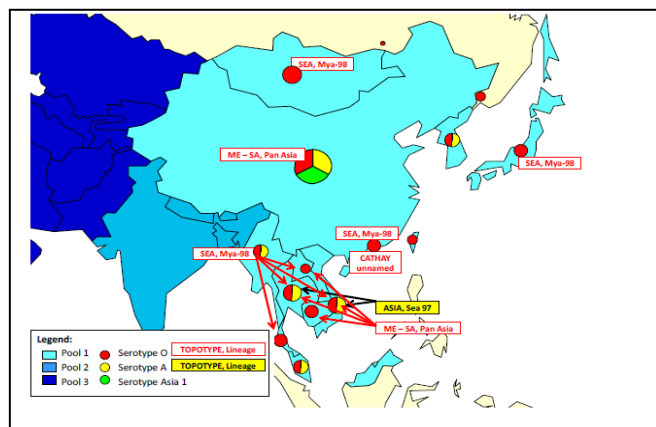 SEA, Mya-98
ME – SA, Pan Asia
SEA, Mya-98
SEA, Mya-98
SEA, Mya-98
CATHAY
unnamed
ASIA, Sea 97
ME – SA, Pan Asia
Legend:
Pool 1
Pool 2
Pool 3
Serotype O
Serotype A
Serotype Asia 1
TOPOTYPE, Lineage
TOPOTYPE, Lineage